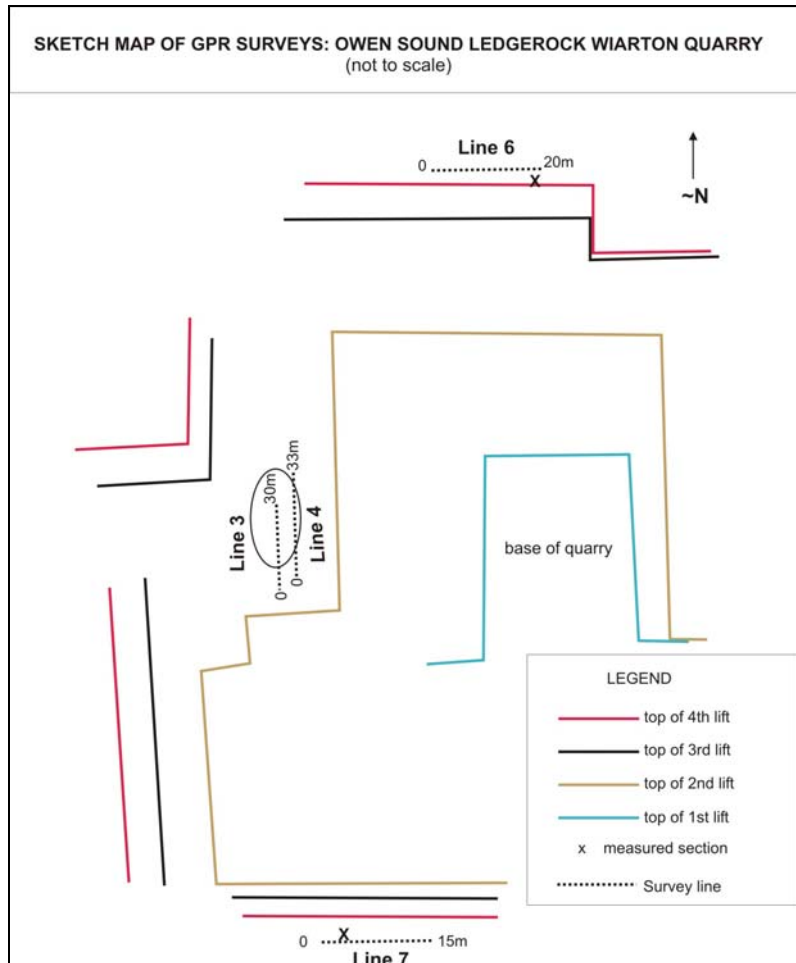 SKETCH MAP OF GPR SURVEYS: OWEN SOUND LEDGEROCK WIARTON QUARRY
(not to scale)
Line 6
0
20m
X
~N
33m
30m
Line 3
Line 4
0
0
base of quarry
LEGEND
top of 4th lift
top of 3rd lift
top of 2nd lift
top of 1st lift
x measured section
Survey line
X
0
15m
Line 7